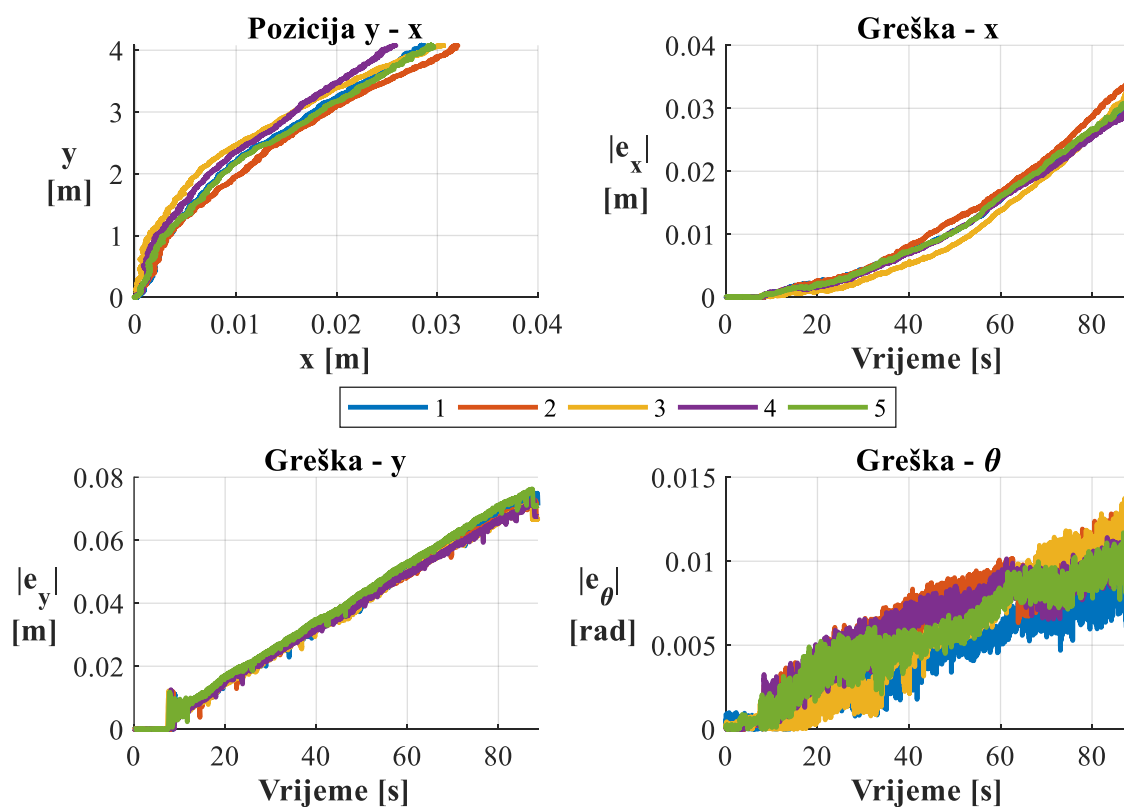 Pozicija y - x
4
3
2
1
0
y
[m]
0
0.01
0.02
0.03
0.04
x [m]
Greška - x
0.04
0.03
0.02
0.01
0
|e_x|
[m]
0
20
40
60
80
Vrijeme [s]
1 2 3 4 5
Greška - y
0.08
0.06
0.04
0.02
0
|e_y|
[m]
0
20
40
60
80
Vrijeme [s]
Greška - θ
0.015
0.01
0.005
0
|e_θ|
[rad]
0
20
40
60
80
Vrijeme [s]